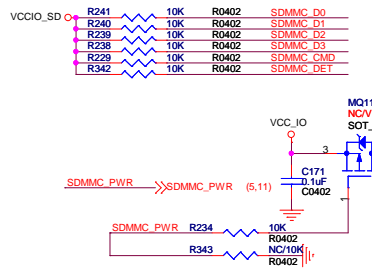 R241 10K R0402 SDMMC_D0
VCCIO_SD R240 10K R0402 SDMMC_D1
R239 10K R0402 SDMMC_D2
R238 10K R0402 SDMMC_D3
R229 10K R0402 SDMMC_CMD
R342 10K R0402 SDMMC_DET
MQ11
NC/V
VCC_IO SOT_
3
C171
0.1uF
C0402
SDMMC_PWR SDMMC_PWR (5,11)
1
SDMMC_PWR R234 10K
R0402
R343 NC/10K
R0402